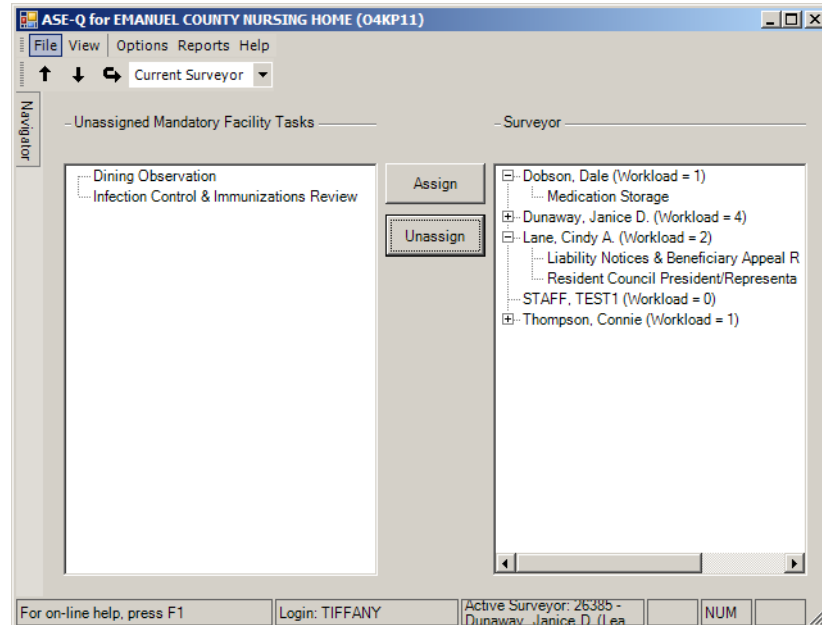 ASE-Q for EMANUEL COUNTY NURSING HOME (O4KP11)
File View Options Reports Help
Current Surveyor
Navigator
Unassigned Mandatory Facility Tasks
Surveyor
Dining Observation
Infection Control & Immunizations Review
Assign
Unassign
Dobson, Dale (Workload = 1)
Medication Storage
Dunaway, Janice D. (Workload = 4)
Lane, Cindy A. (Workload = 2)
Liability Notices & Beneficiary Appeal R
Resident Council President/Representa
STAFF, TEST1 (Workload = 0)
Thompson, Connie (Workload = 1)
For on-line help, press F1
Login: TIFFANY
Active Surveyor: 26385 -
Dunaway, Janice D. (Lea
NUM